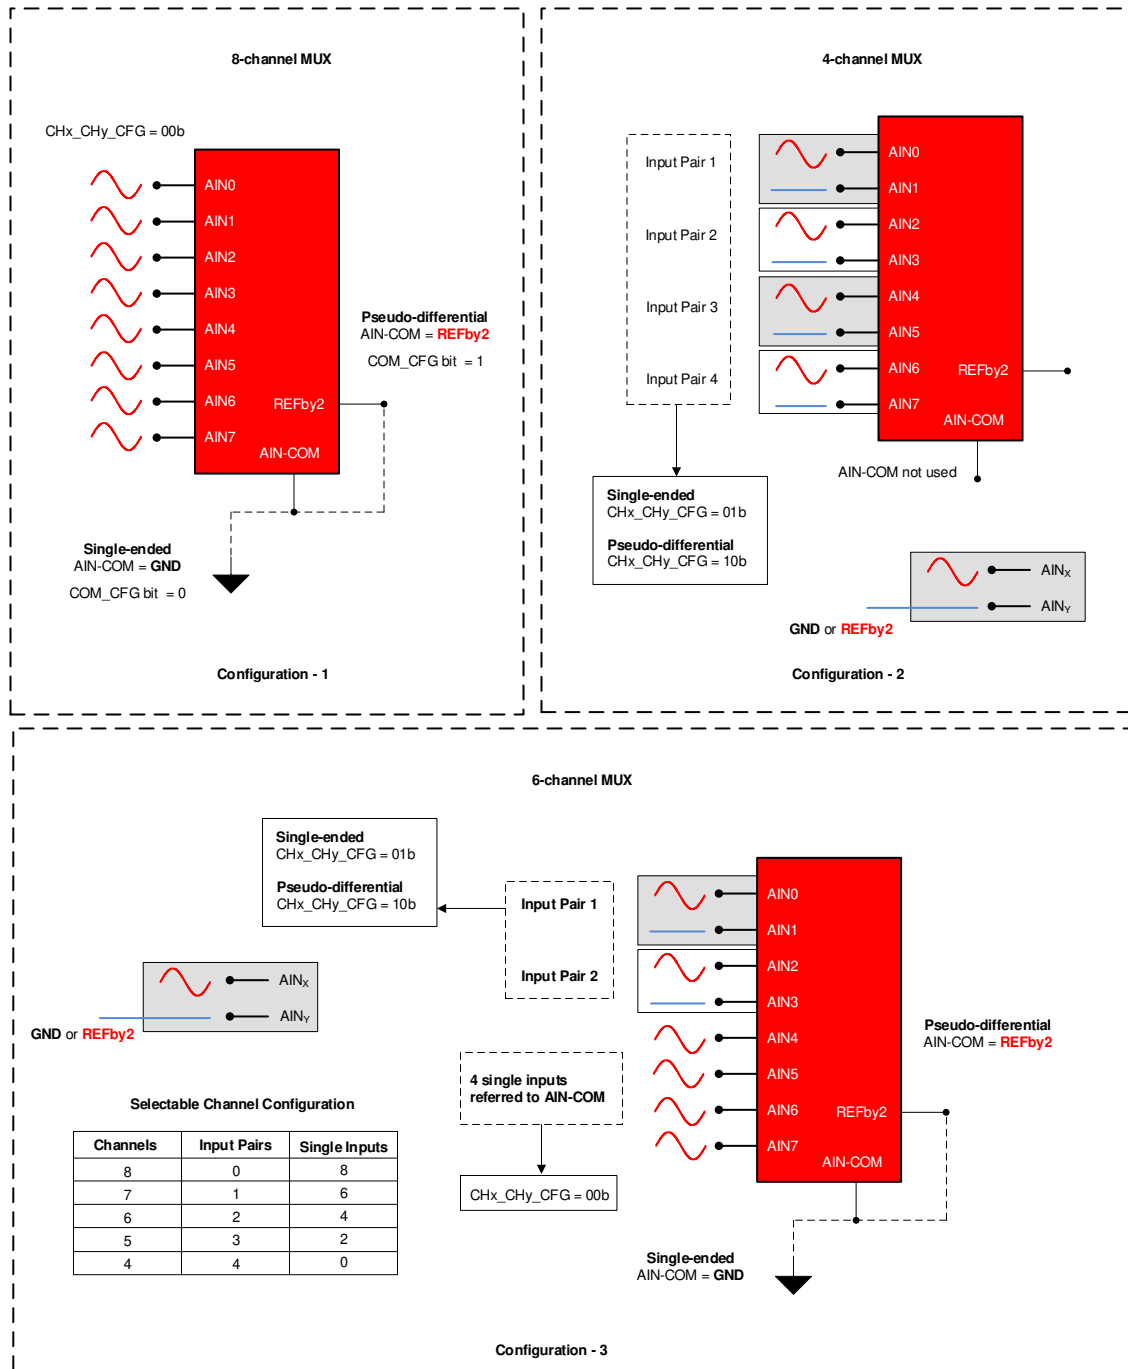 8-channel MUX
CHx_CHy_CFG = 00b
AIN0
AIN1
AIN2
AIN3
AIN4
AIN5
AIN6
AIN7
REFby2
AIN-COM
Pseudo-differential
AIN-COM = REFby2
COM_CFG bit = 1
Single-ended
AIN-COM = GND
COM_CFG bit = 0
Configuration - 1
4-channel MUX
Input Pair 1
Input Pair 2
Input Pair 3
Input Pair 4
AIN0
AIN1
AIN2
AIN3
AIN4
AIN5
AIN6
AIN7
REFby2
AIN-COM
AIN-COM not used
Single-ended
CHx_CHy_CFG = 01b
Pseudo-differential
CHx_CHy_CFG = 10b
AINX
AINY
GND or REFby2
Configuration - 2
6-channel MUX
Single-ended
CHx_CHy_CFG = 01b
Pseudo-differential
CHx_CHy_CFG = 10b
Input Pair 1
Input Pair 2
AINX
AINY
GND or REFby2
4 single inputs
referred to AIN-COM
CHx_CHy_CFG = 00b
AIN0
AIN1
AIN2
AIN3
AIN4
AIN5
AIN6
AIN7
REFby2
AIN-COM
Pseudo-differential
AIN-COM = REFby2
Single-ended
AIN-COM = GND
Selectable Channel Configuration
Channels Input Pairs Single Inputs
8 0 8
7 1 6
6 2 4
5 3 2
4 4 0
Configuration - 3